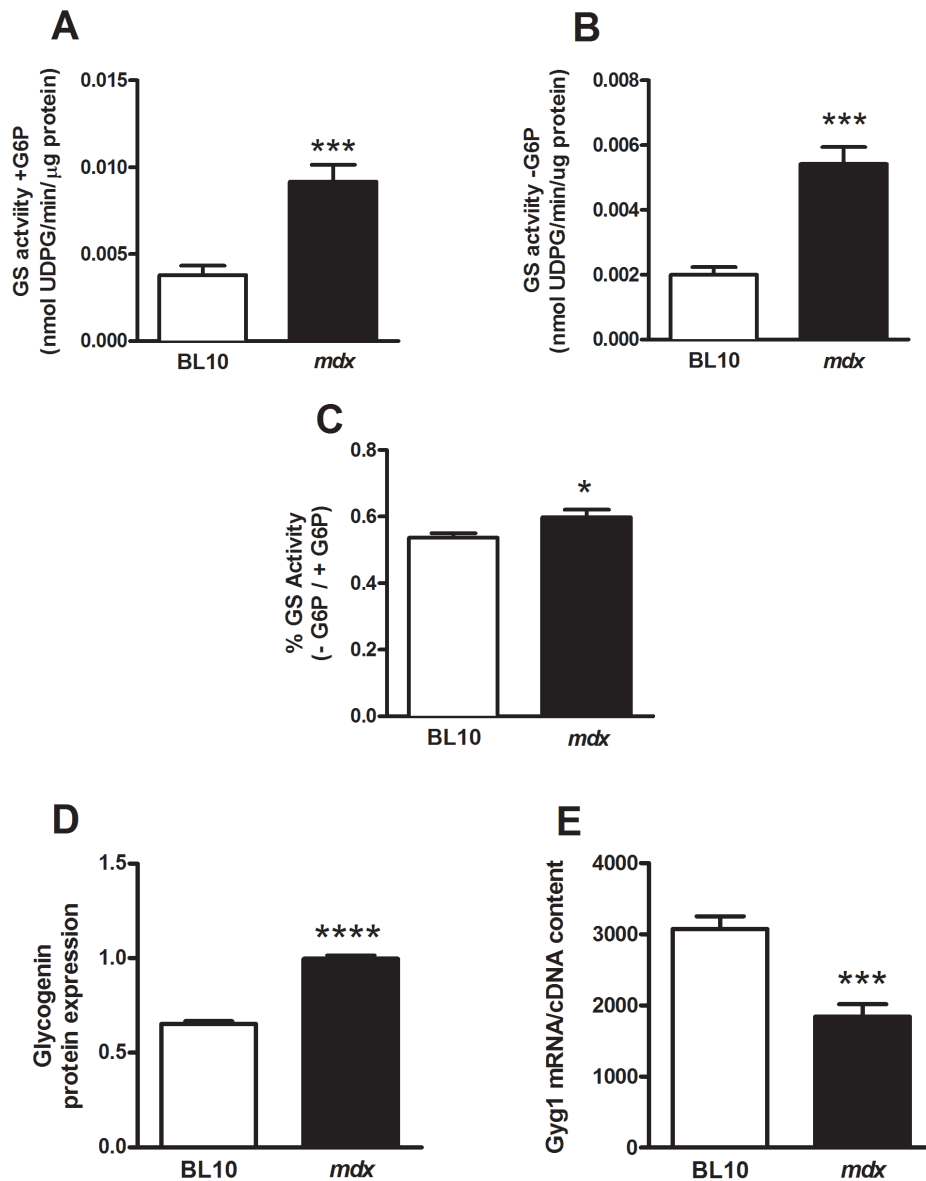 A
GS actviity +G6P
(nmol UDPG/min/ μg protein)
0.015
0.010
0.005
0.000
***
BL10
mdx
B
GS activiity -G6P
(nmol UDPG/min/ug protein)
0.008
0.006
0.004
0.002
0.000
***
BL10
mdx
C
% GS Activity
(- G6P / + G6P)
0.8
0.6
0.4
0.2
0.0
*
BL10
mdx
D
Glycogenin
protein expression
1.5
1.0
0.5
0.0
****
BL10
mdx
E
Gyg1 mRNA/cDNA content
4000
3000
2000
1000
0
***
BL10
mdx